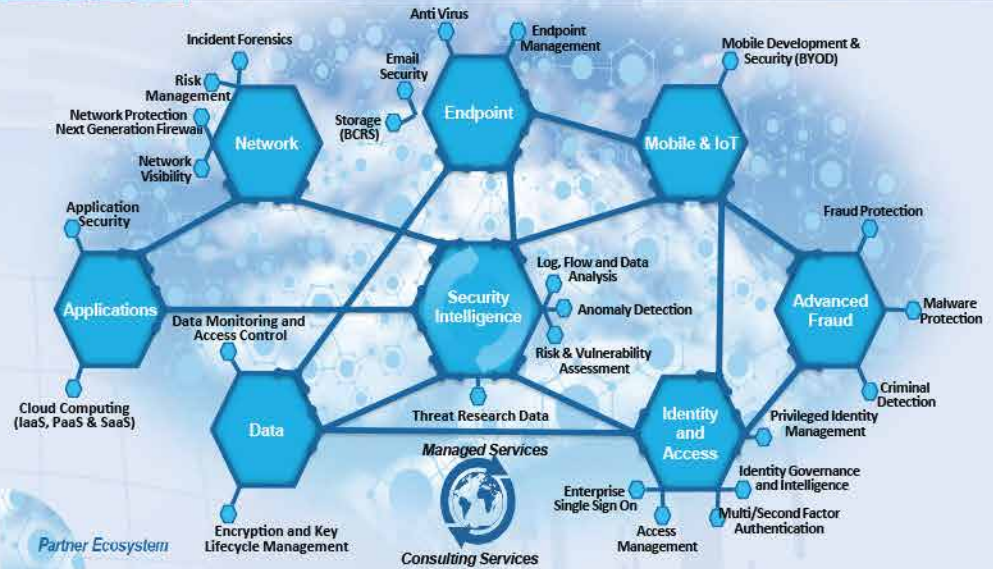 Anti Virus
Endpoint
Management
Incident Forensics
Mobile Development &
Security (BYOD)
Email
Security
Risk
Management
Storage
(BCRS)
Endpoint
Network Protection
Next Generation Firewall
Network
Mobile & IoT
Network
Visibility
Application
Security
Fraud Protection
Log, Flow and Data
Analysis
Applications
Security
Intelligence
Anomaly Detection
Advanced
Fraud
Malware
Protection
Data Monitoring and
Access Control
Risk & Vulnerability
Assessment
Criminal
Detection
Cloud Computing
(IaaS, PaaS & SaaS)
Threat Research Data
Data
Identity
and
Access
Privileged Identity
Management
Managed Services
Identity Governance
and Intelligence
Enterprise
Single Sign On
Multi/Second Factor
Authentication
Access
Management
Encryption and Key
Lifecycle Management
Partner Ecosystem
Consulting Services